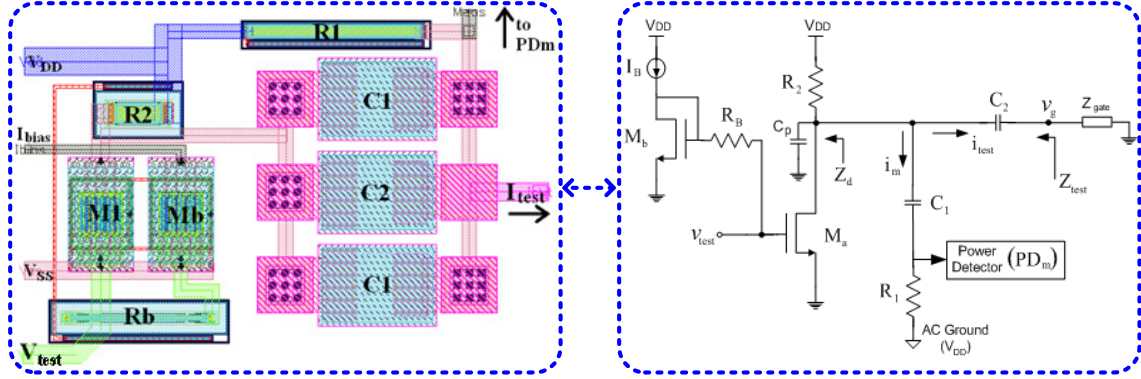 Meas
to
PDm
R1
VDD
C1
R2
Ibias
M1 Mb
C2
Itest
VSS
C1
Rb
Vtest
VDD VDD
IB
R2
C2 vg Zgate
RB
Cp
Mb
Zd im itest Ztest
C1
vtest
Ma
Power
Detector (PDm)
R1
AC Ground
(VDD)